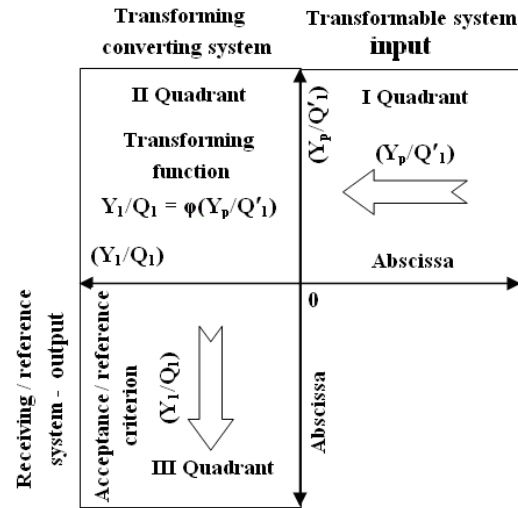 Transforming
converting system
Transformable system
input
II Quadrant
Transforming
function
Y₁/Q₁ = φ(Yₚ/Q′₁)
(Y₁/Q₁)
(Yₚ/Q′₁)
I Quadrant
(Yₚ/Q′₁)
Abscissa
0
Receiving / reference
system - output
Acceptance / reference
criterion
(Y₁/Q₁)
III Quadrant
Abscissa